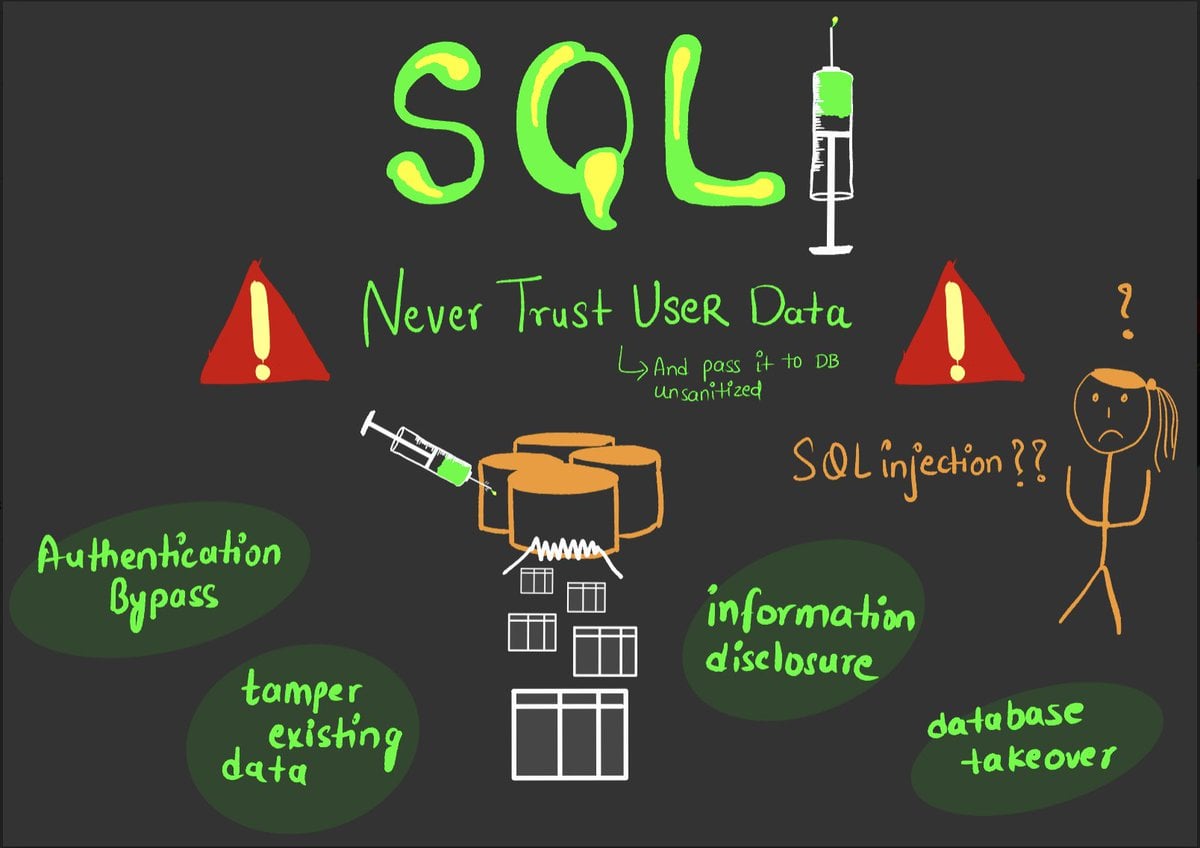 SQL
Never Trust User Data
And pass it to DB
unsanitized
SQL injection??
?
Authentication
Bypass
tamper
existing
data
information
disclosure
database
takeover